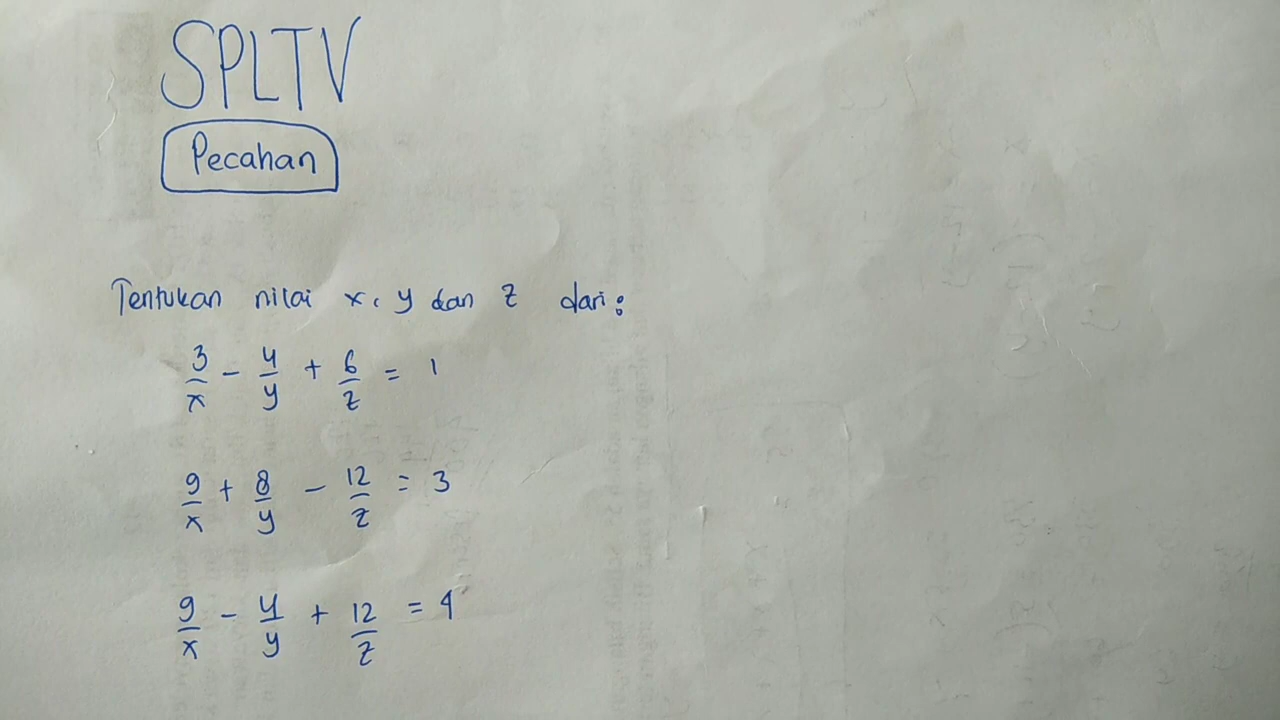 SPLTV
Pecahan
Tentukan nilai x, y dan z dari:
3/x - 4/y + 6/z = 1
9/x + 8/y - 12/z = 3
9/x - 4/y + 12/z = 4